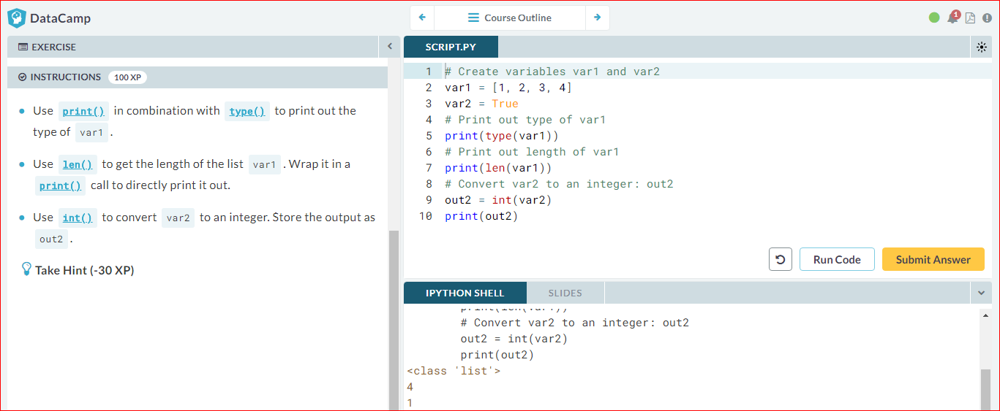 DataCamp
Course Outline
1
EXERCISE
INSTRUCTIONS 100 XP
Use print() in combination with type() to print out the
type of var1 .
Use len() to get the length of the list var1 . Wrap it in a
print() call to directly print it out.
Use int() to convert var2 to an integer. Store the output as
out2 .
Take Hint (-30 XP)
SCRIPT.PY
1 # Create variables var1 and var2
2 var1 = [1, 2, 3, 4]
3 var2 = True
4 # Print out type of var1
5 print(type(var1))
6 # Print out length of var1
7 print(len(var1))
8 # Convert var2 to an integer: out2
9 out2 = int(var2)
10 print(out2)
Run Code
Submit Answer
IPYTHON SHELL
SLIDES
print(len(var1))
# Convert var2 to an integer: out2
out2 = int(var2)
print(out2)
<class 'list'>
4
1